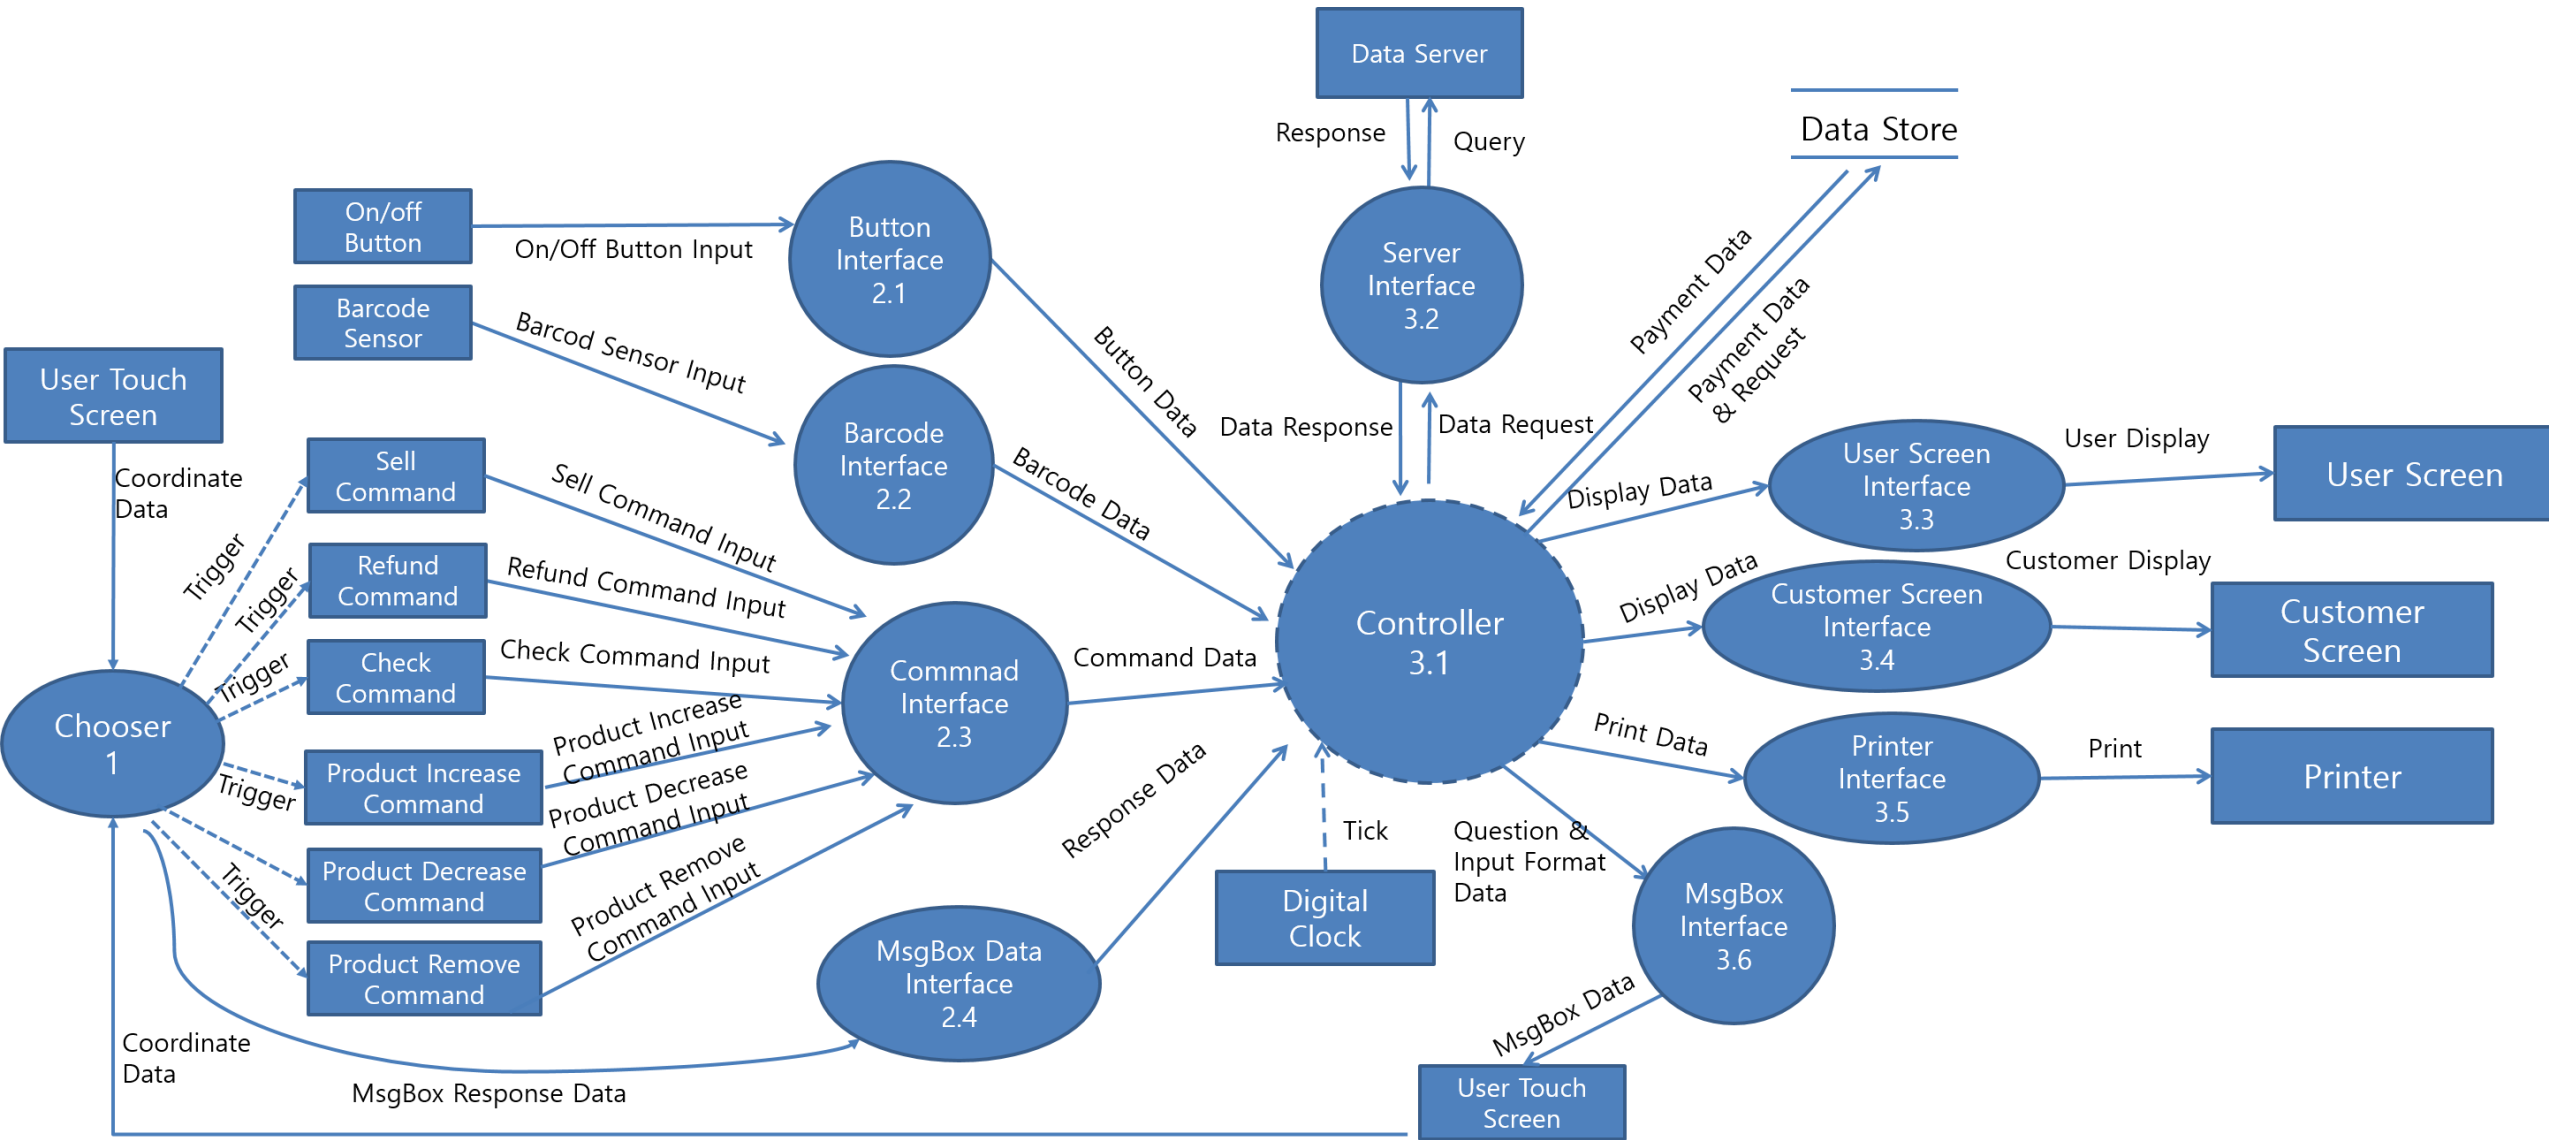 Data Server
Response
Query
Data Store
On/off
Button
On/Off Button Input
Button
Interface
2.1
Server
Interface
3.2
Payment Data
Payment Data
& Request
Barcode
Sensor
Barcod Sensor Input
Button Data
User Touch
Screen
Barcode
Interface
2.2
Barcode Data
Data Response
Data Request
Coordinate
Data
Sell
Command
Sell Command Input
Display Data
User Screen
Interface
3.3
User Display
User Screen
Trigger
Refund
Command
Refund Command Input
Trigger
Display Data
Customer Screen
Interface
3.4
Customer Display
Customer
Screen
Controller
3.1
Trigger
Check
Command
Check Command Input
Commnad
Interface
2.3
Command Data
Chooser
1
Print Data
Printer
Interface
3.5
Print
Printer
Trigger
Product Increase
Command
Product Increase
Command Input
Product Decrease
Command
Product Decrease
Command Input
Trigger
Product Remove
Command
Product Remove
Command Input
Response Data
Tick
Digital
Clock
Question &
Input Format
Data
MsgBox
Interface
3.6
MsgBox Data
Interface
2.4
MsgBox Data
Coordinate
Data
MsgBox Response Data
User Touch
Screen